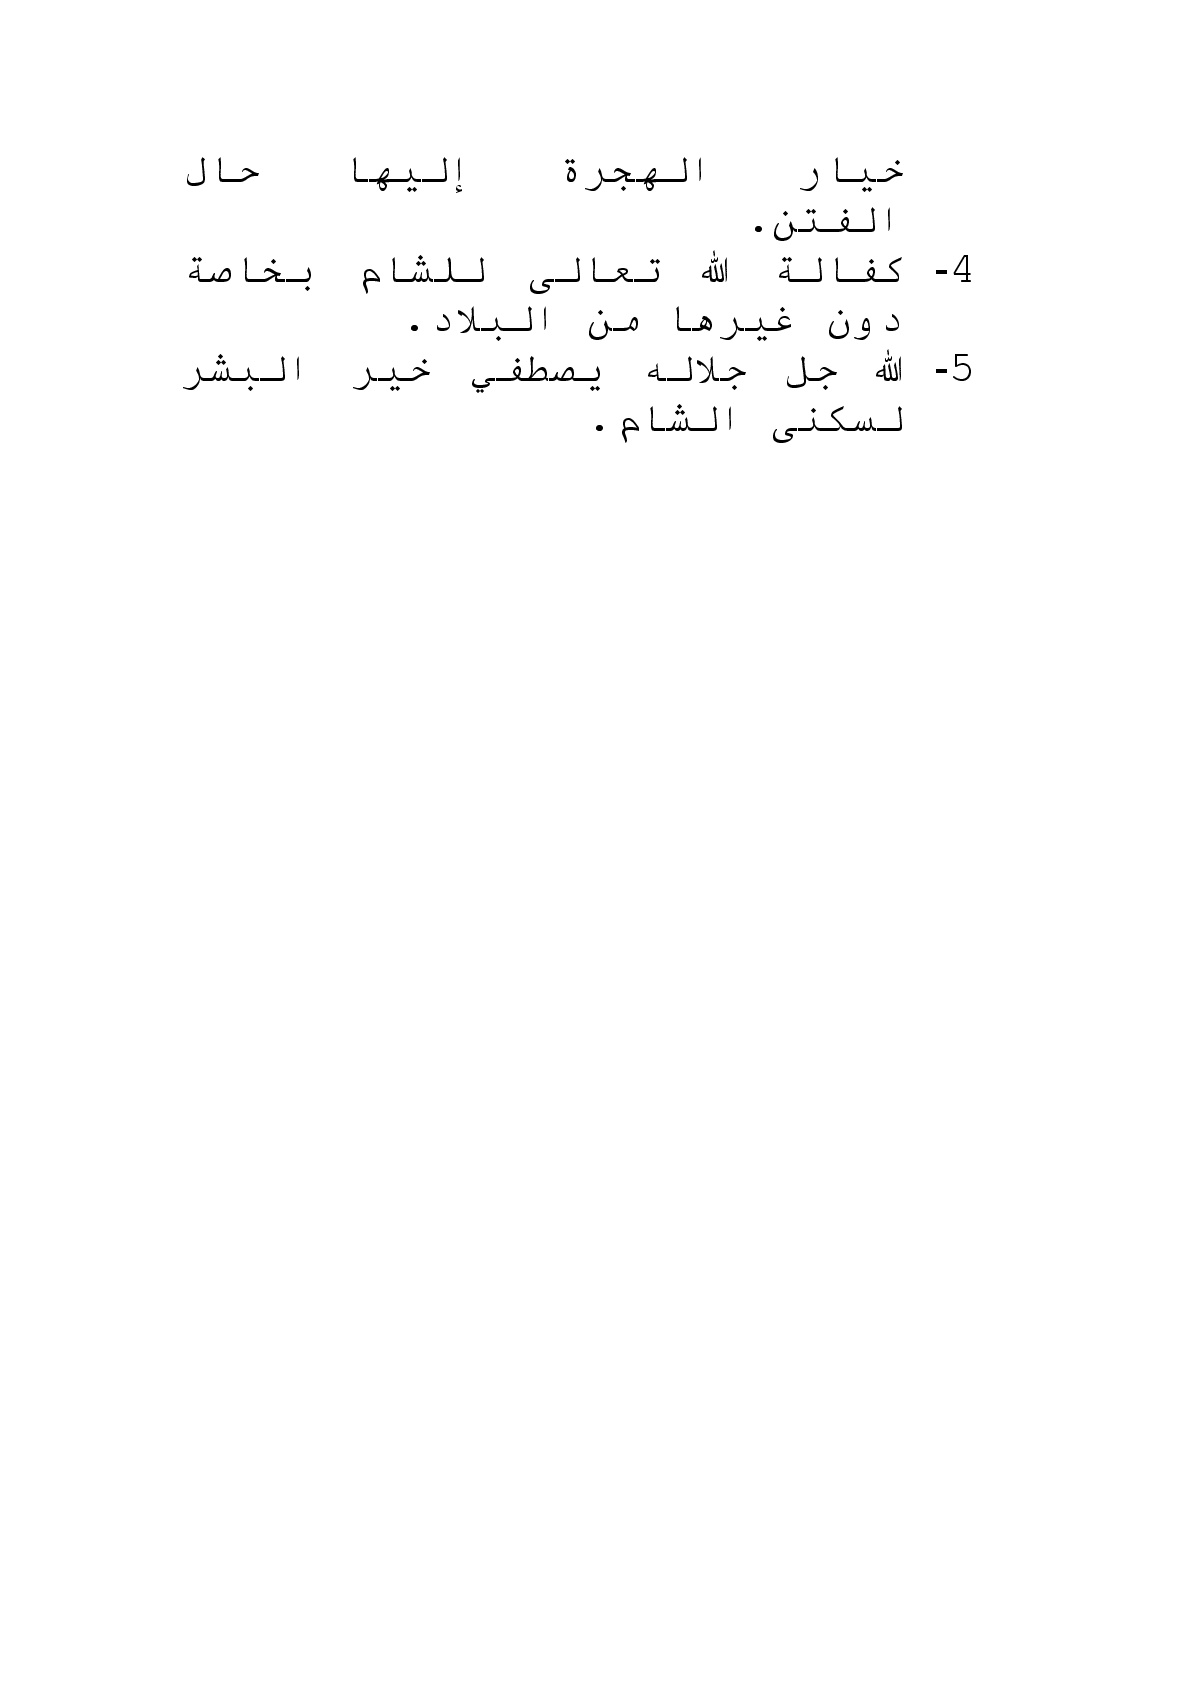 خيار الهجرة إليها حال
الفتن.
4- كفالة الله تعالى للشام بخاصة
دون غيرها من البلاد.
5- الله جل جلاله يصطفي خير البشر
لسكنى الشام.